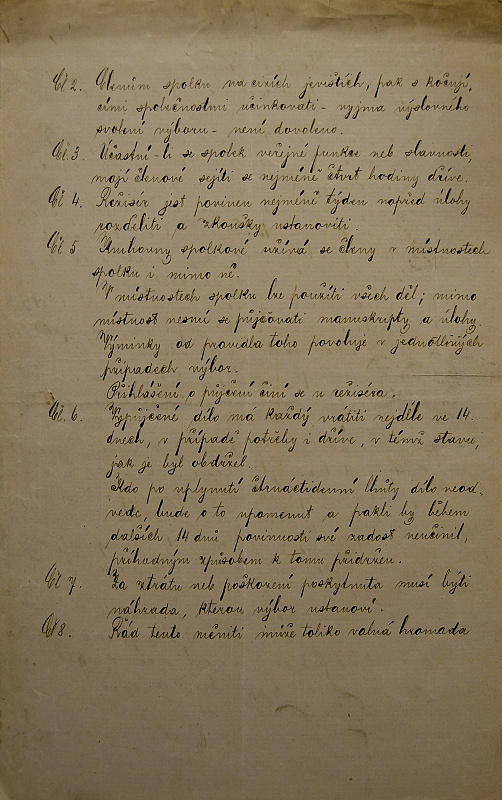 Čl 2. Členům spolku na cizích jevištích, pak s kočují,
cími společnostmi učinkovati - vyjma výslovného
svolení výboru - není dovoleno.
Čl. 3. Účastní-li se spolek veřejné funkce neb slavnosti,
mají členové sejíti se nejméně čtvrt hodiny dříve.
Čl 4. Režiser jest povinen nejméně týden napřed úlohy
rozděliti a zkoušky ustanoviti.
Čl 5 Knihovny spolkové užívá se členy v místnostech
spolku i mimo ně.
V místnostech spolku lze použíti všech děl; mimo
místnost nesmí se půjčovati manuskripty a úlohy.
Výminky od pravidla toho povoluje v jednotlivých
případech výbor.
Přihlášení o půjčení činí se u režiséra.
Čl. 6. Vypůjčené dílo má každý vrátiti nejdéle ve 14.
dnech, v případě potřeby i dříve, v témž stavu,
jak je byl obdržel.
Kdo po uplynutí čtrnáctidenní lhůty dílo neod-
vede, bude o to upomenut a pakli by během
dalších 14 dnů povinnosti své zadost neučinil,
příhodným způsobem k tomu přidržen.
Čl 7. Za ztrátu neb poškození poskytnuta musí býti
náhrada, kterou výbor ustanoví.
Čl 8. Řád tento měniti může toliko valná hromada